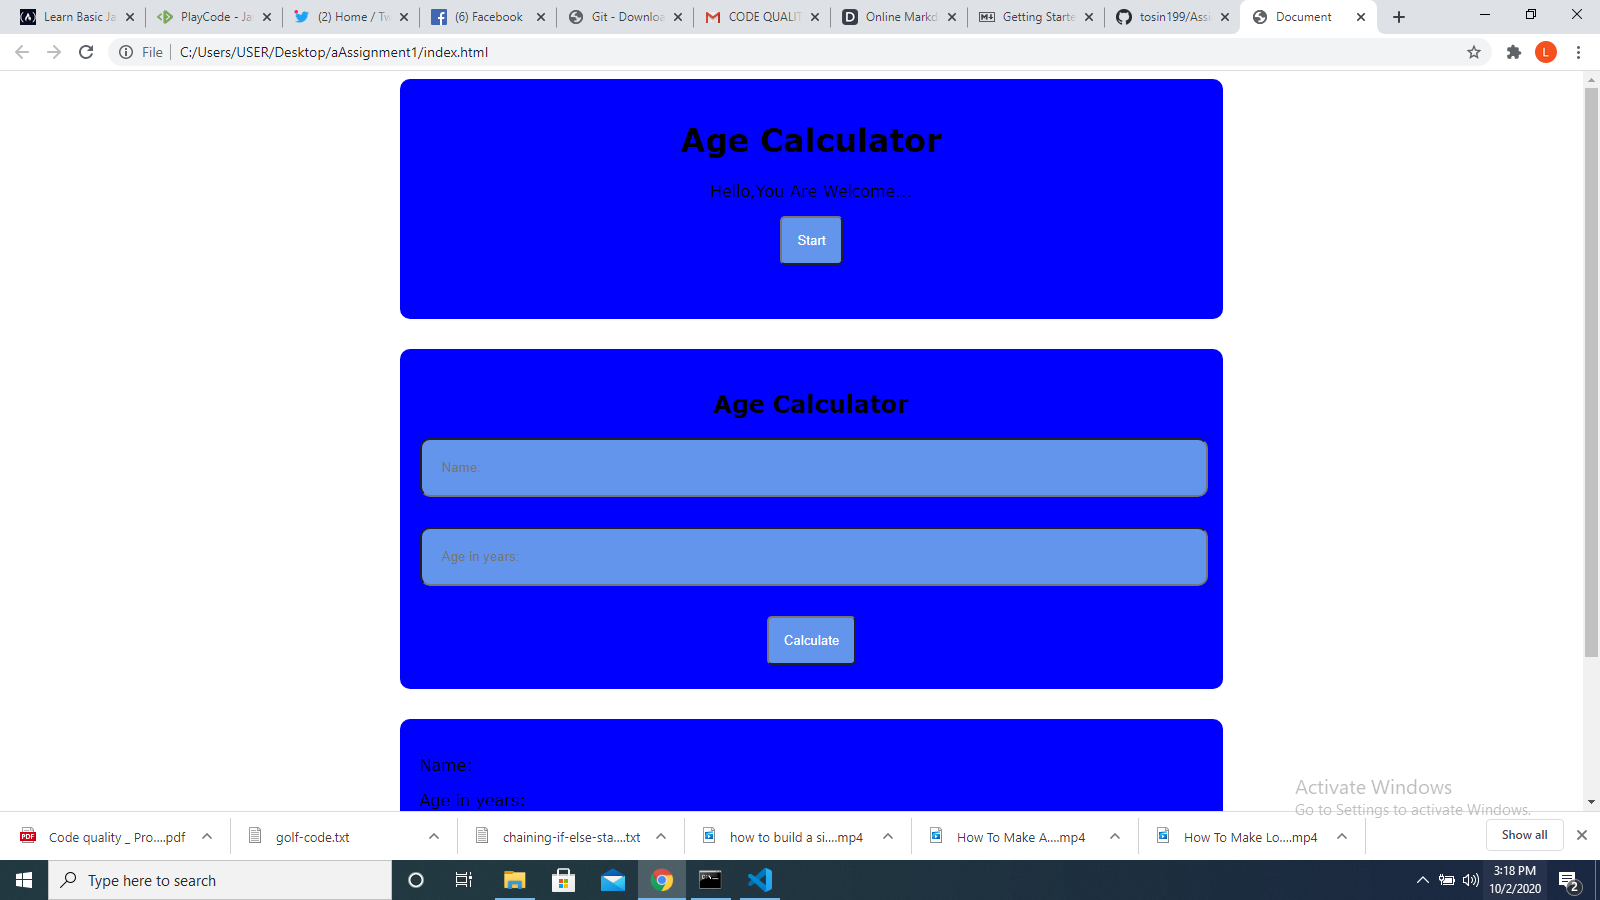 Learn Basic Ja
PlayCode - Ja
(2) Home / Tw
(6) Facebook
Git - Downloa
CODE QUALIT
Online Markd
Getting Starte
tosin199/Assi
Document
File
C:/Users/USER/Desktop/aAssignment1/index.html
L
Age Calculator
Hello,You Are Welcome...
Start
Age Calculator
Name:
Age in years:
Calculate
Name:
Age in years:
Activate Windows
Go to Settings to activate Windows.
PDF
Code quality _ Pro....pdf
golf-code.txt
chaining-if-else-sta....txt
how to build a si....mp4
How To Make A....mp4
How To Make Lo....mp4
Show all
Type here to search
3:18 PM
10/2/2020
2